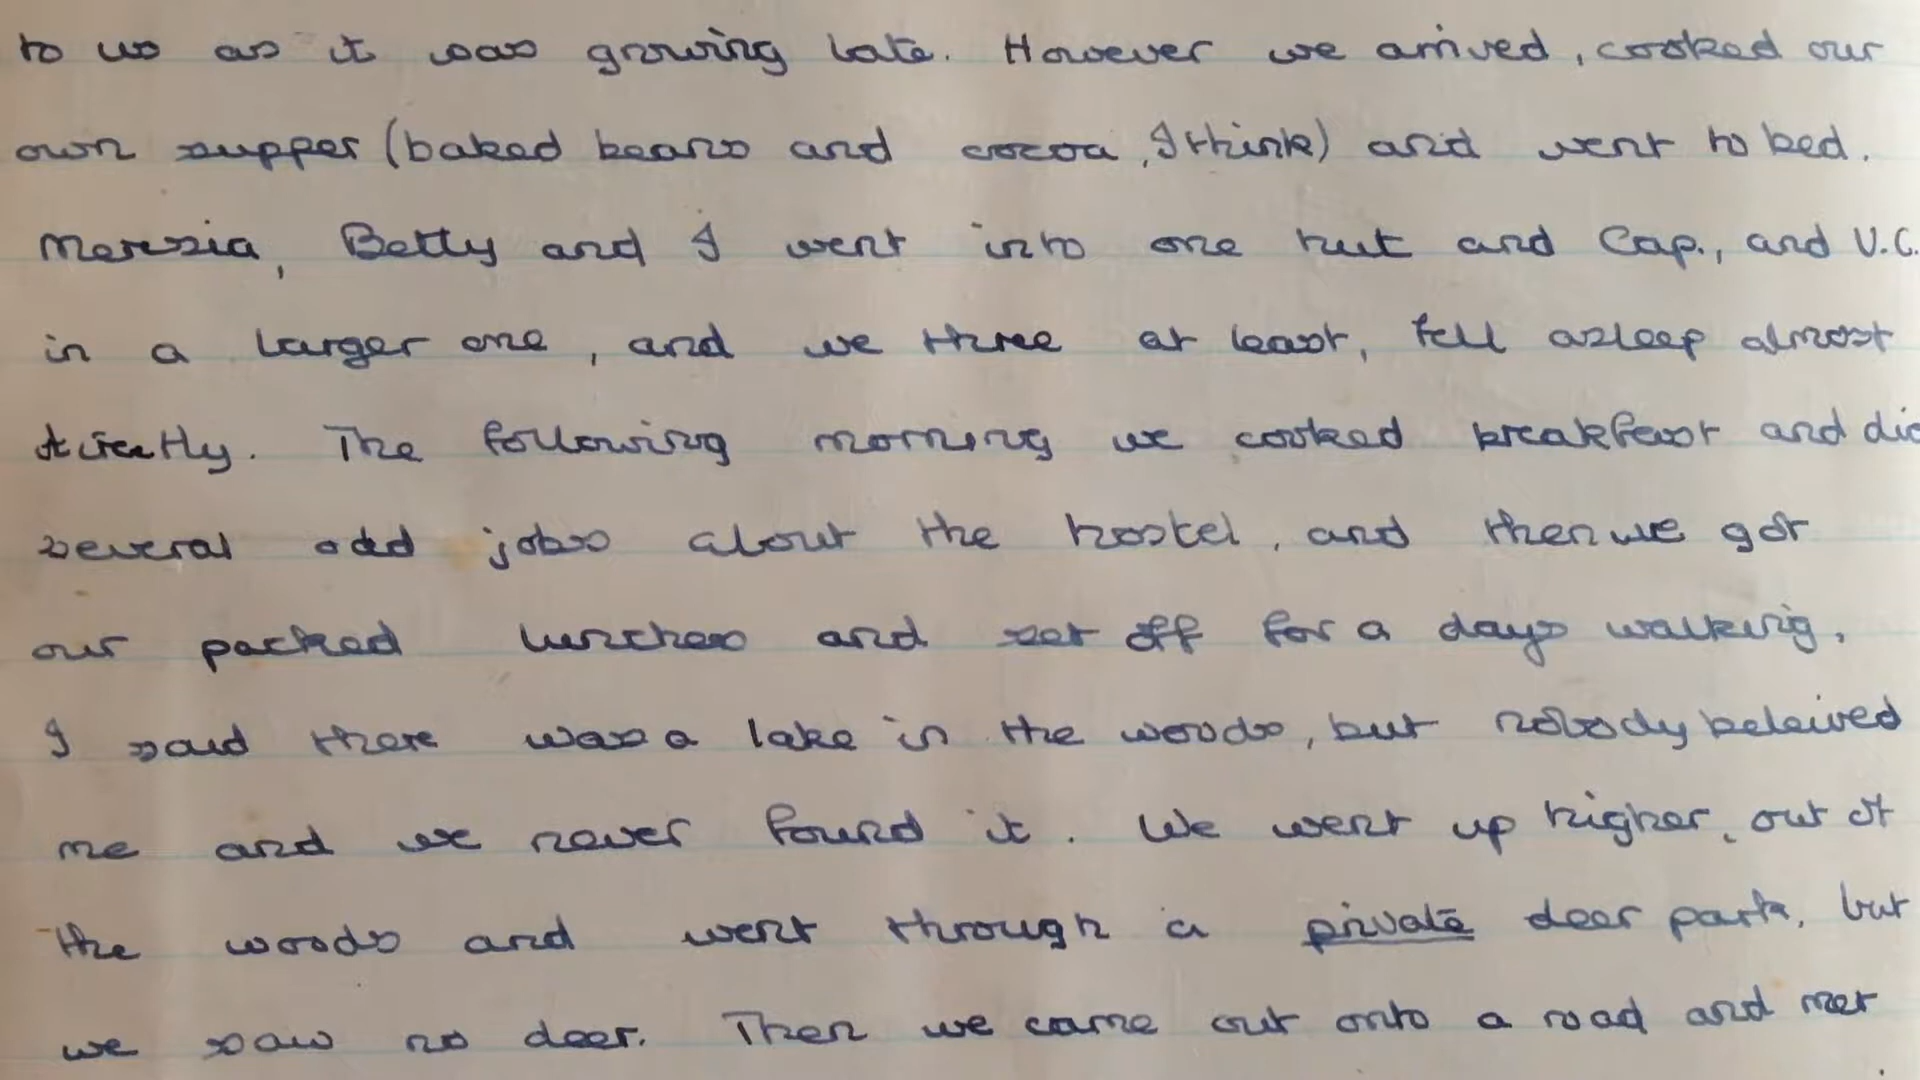 to us as it was growing late. However we arrived, cooked our
own supper (baked beans and cocoa, I think) and went to bed.
Merezia, Betty and I went into one hut and Cap., and V.C.
in a larger one, and we three at least, fell asleep almost
directly. The following morning we cooked breakfast and did
several odd jobs about the hostel, and then we got
our packed lunches and set off for a days walking.
I said there was a lake in the woods, but nobody beleived
me and we never found it. We went up higher, out of
the woods and went through a private deer park, but
we saw no deer. Then we came out onto a road and met